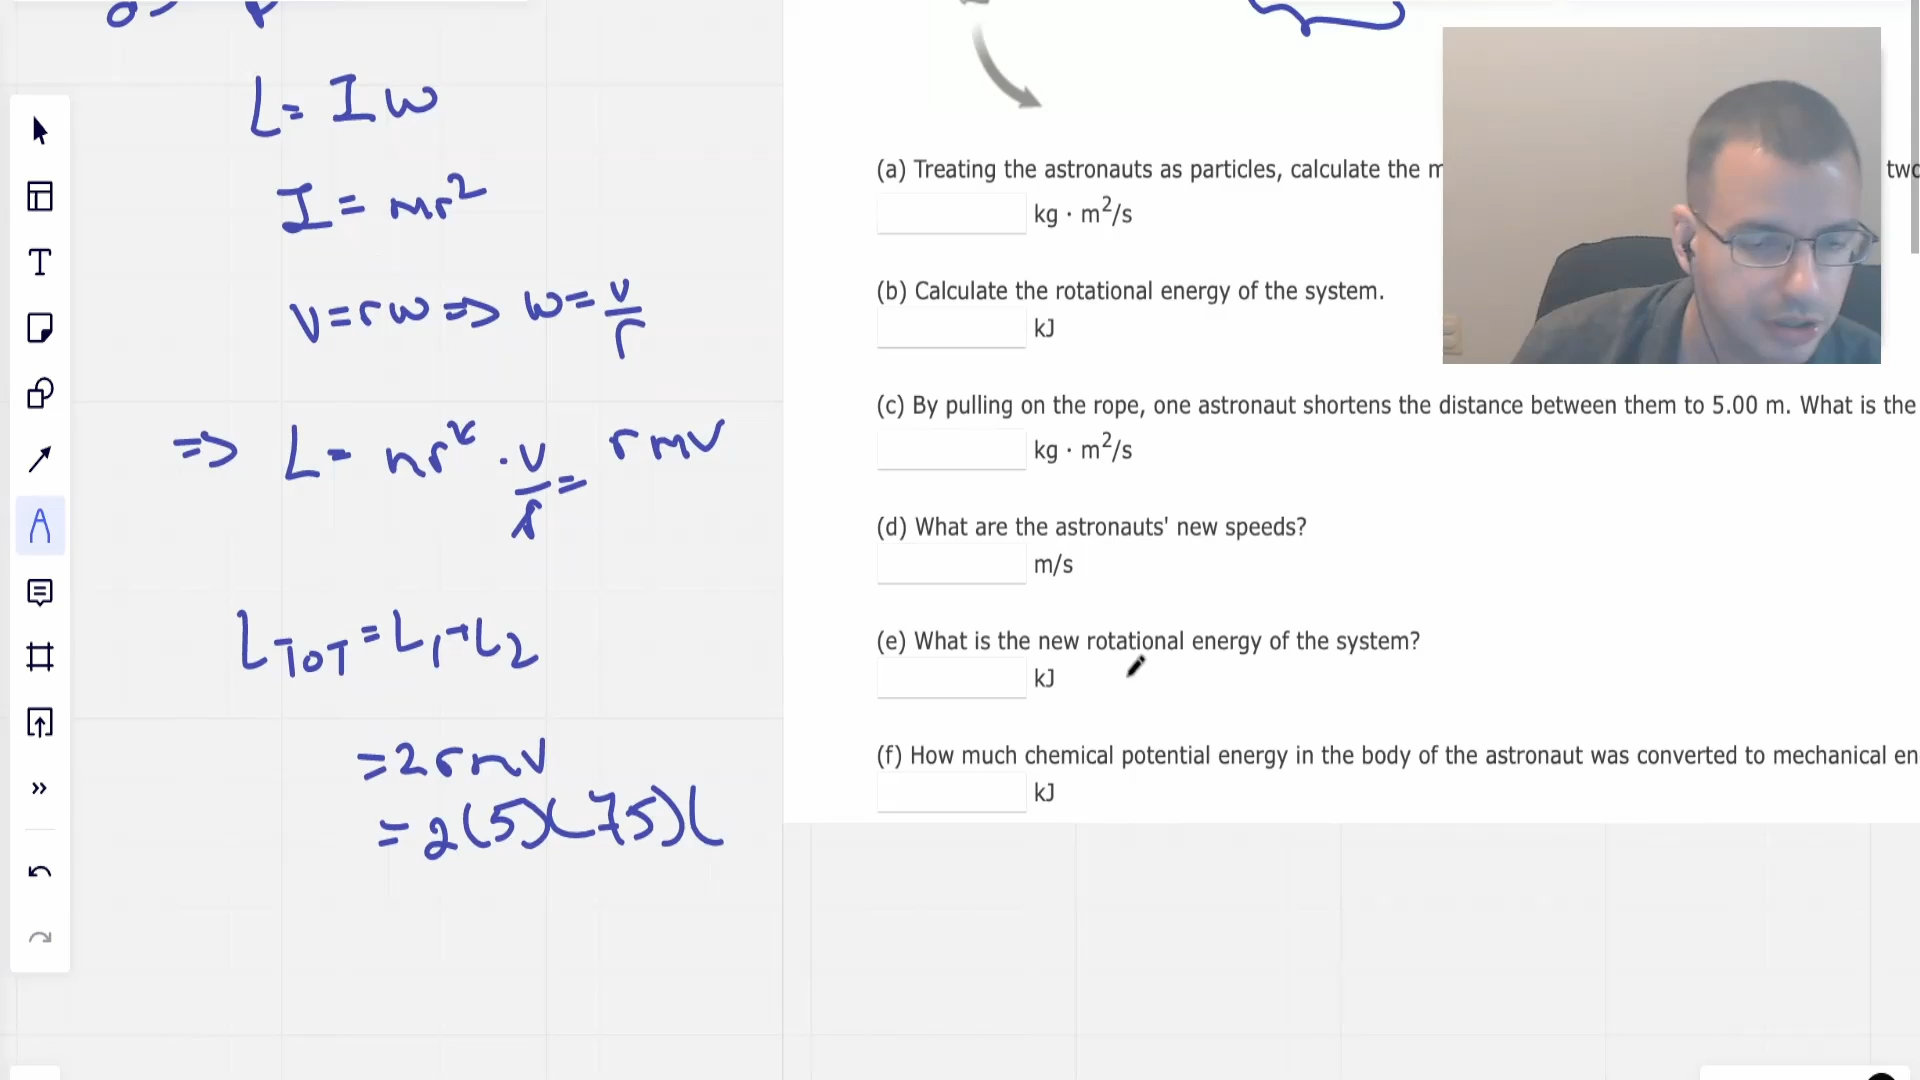 L = I w
I = mr²
v = rw => w = v/r
=> L = mr² · v/r = rmv
L TOT = L1 + L2
= 2rmv
= 2(5)(75)(
T
»
(a) Treating the astronauts as particles, calculate the m two
kg · m²/s
(b) Calculate the rotational energy of the system.
kJ
(c) By pulling on the rope, one astronaut shortens the distance between them to 5.00 m. What is the
kg · m²/s
(d) What are the astronauts' new speeds?
m/s
(e) What is the new rotational energy of the system?
kJ
(f) How much chemical potential energy in the body of the astronaut was converted to mechanical en
kJ